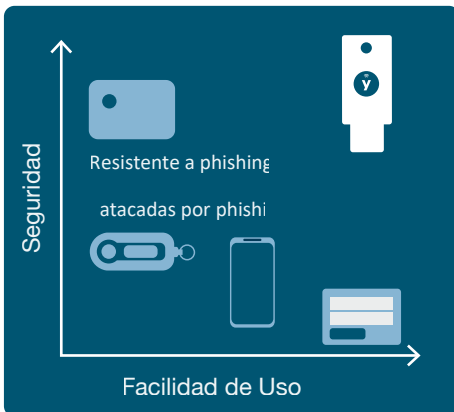 y
Resistente a phishing
atacadas por phishi
Seguridad
Facilidad de Uso